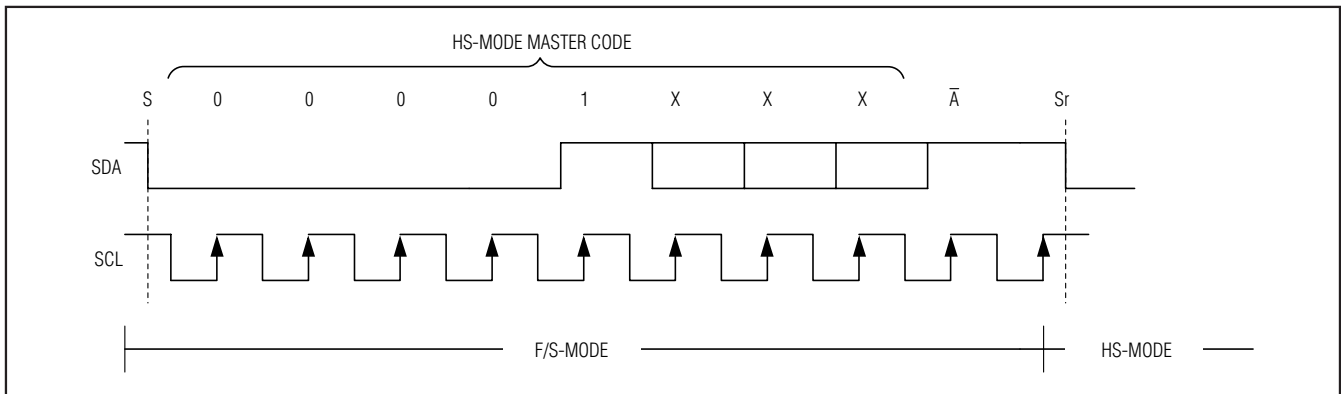 HS-MODE MASTER CODE
S 0 0 0 0 1 X X X A̅ Sr
SDA
SCL
F/S-MODE HS-MODE